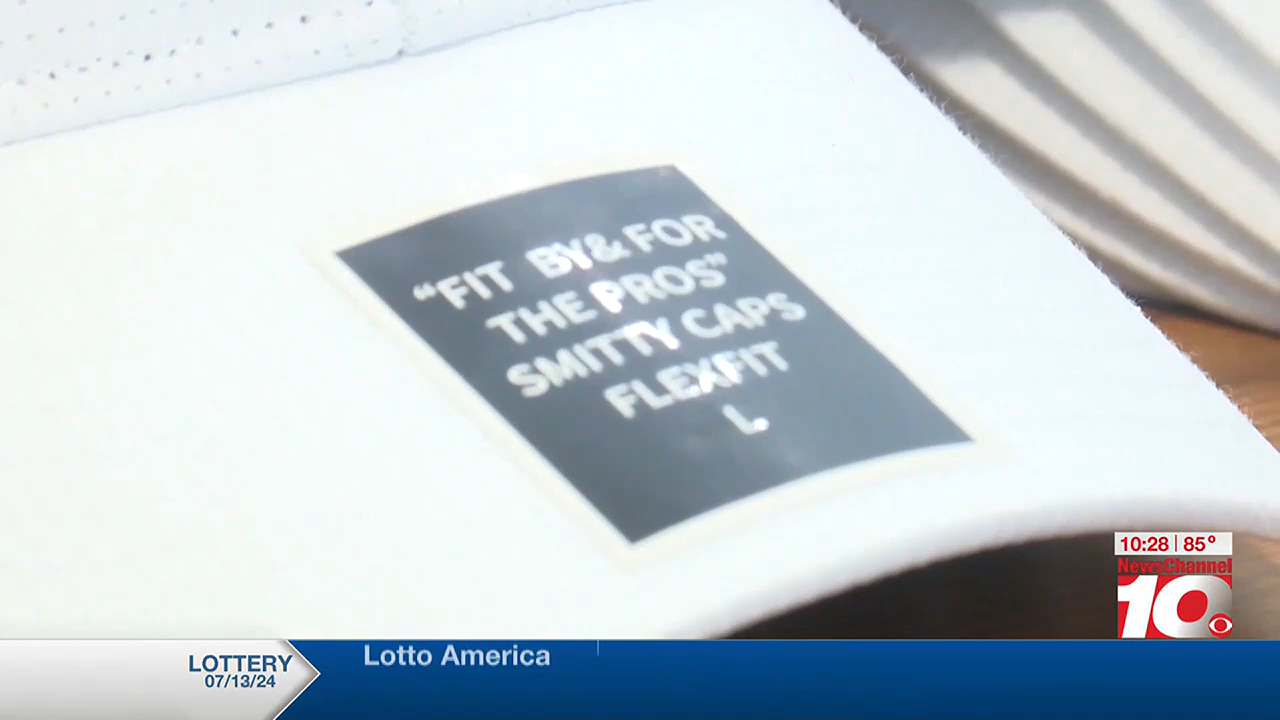 “FIT BY& FOR
THE PROS”
SMITTY CAPS
FLEXFIT
L
10:28 | 85°
NewsChannel
10
LOTTERY
07/13/24
Lotto America